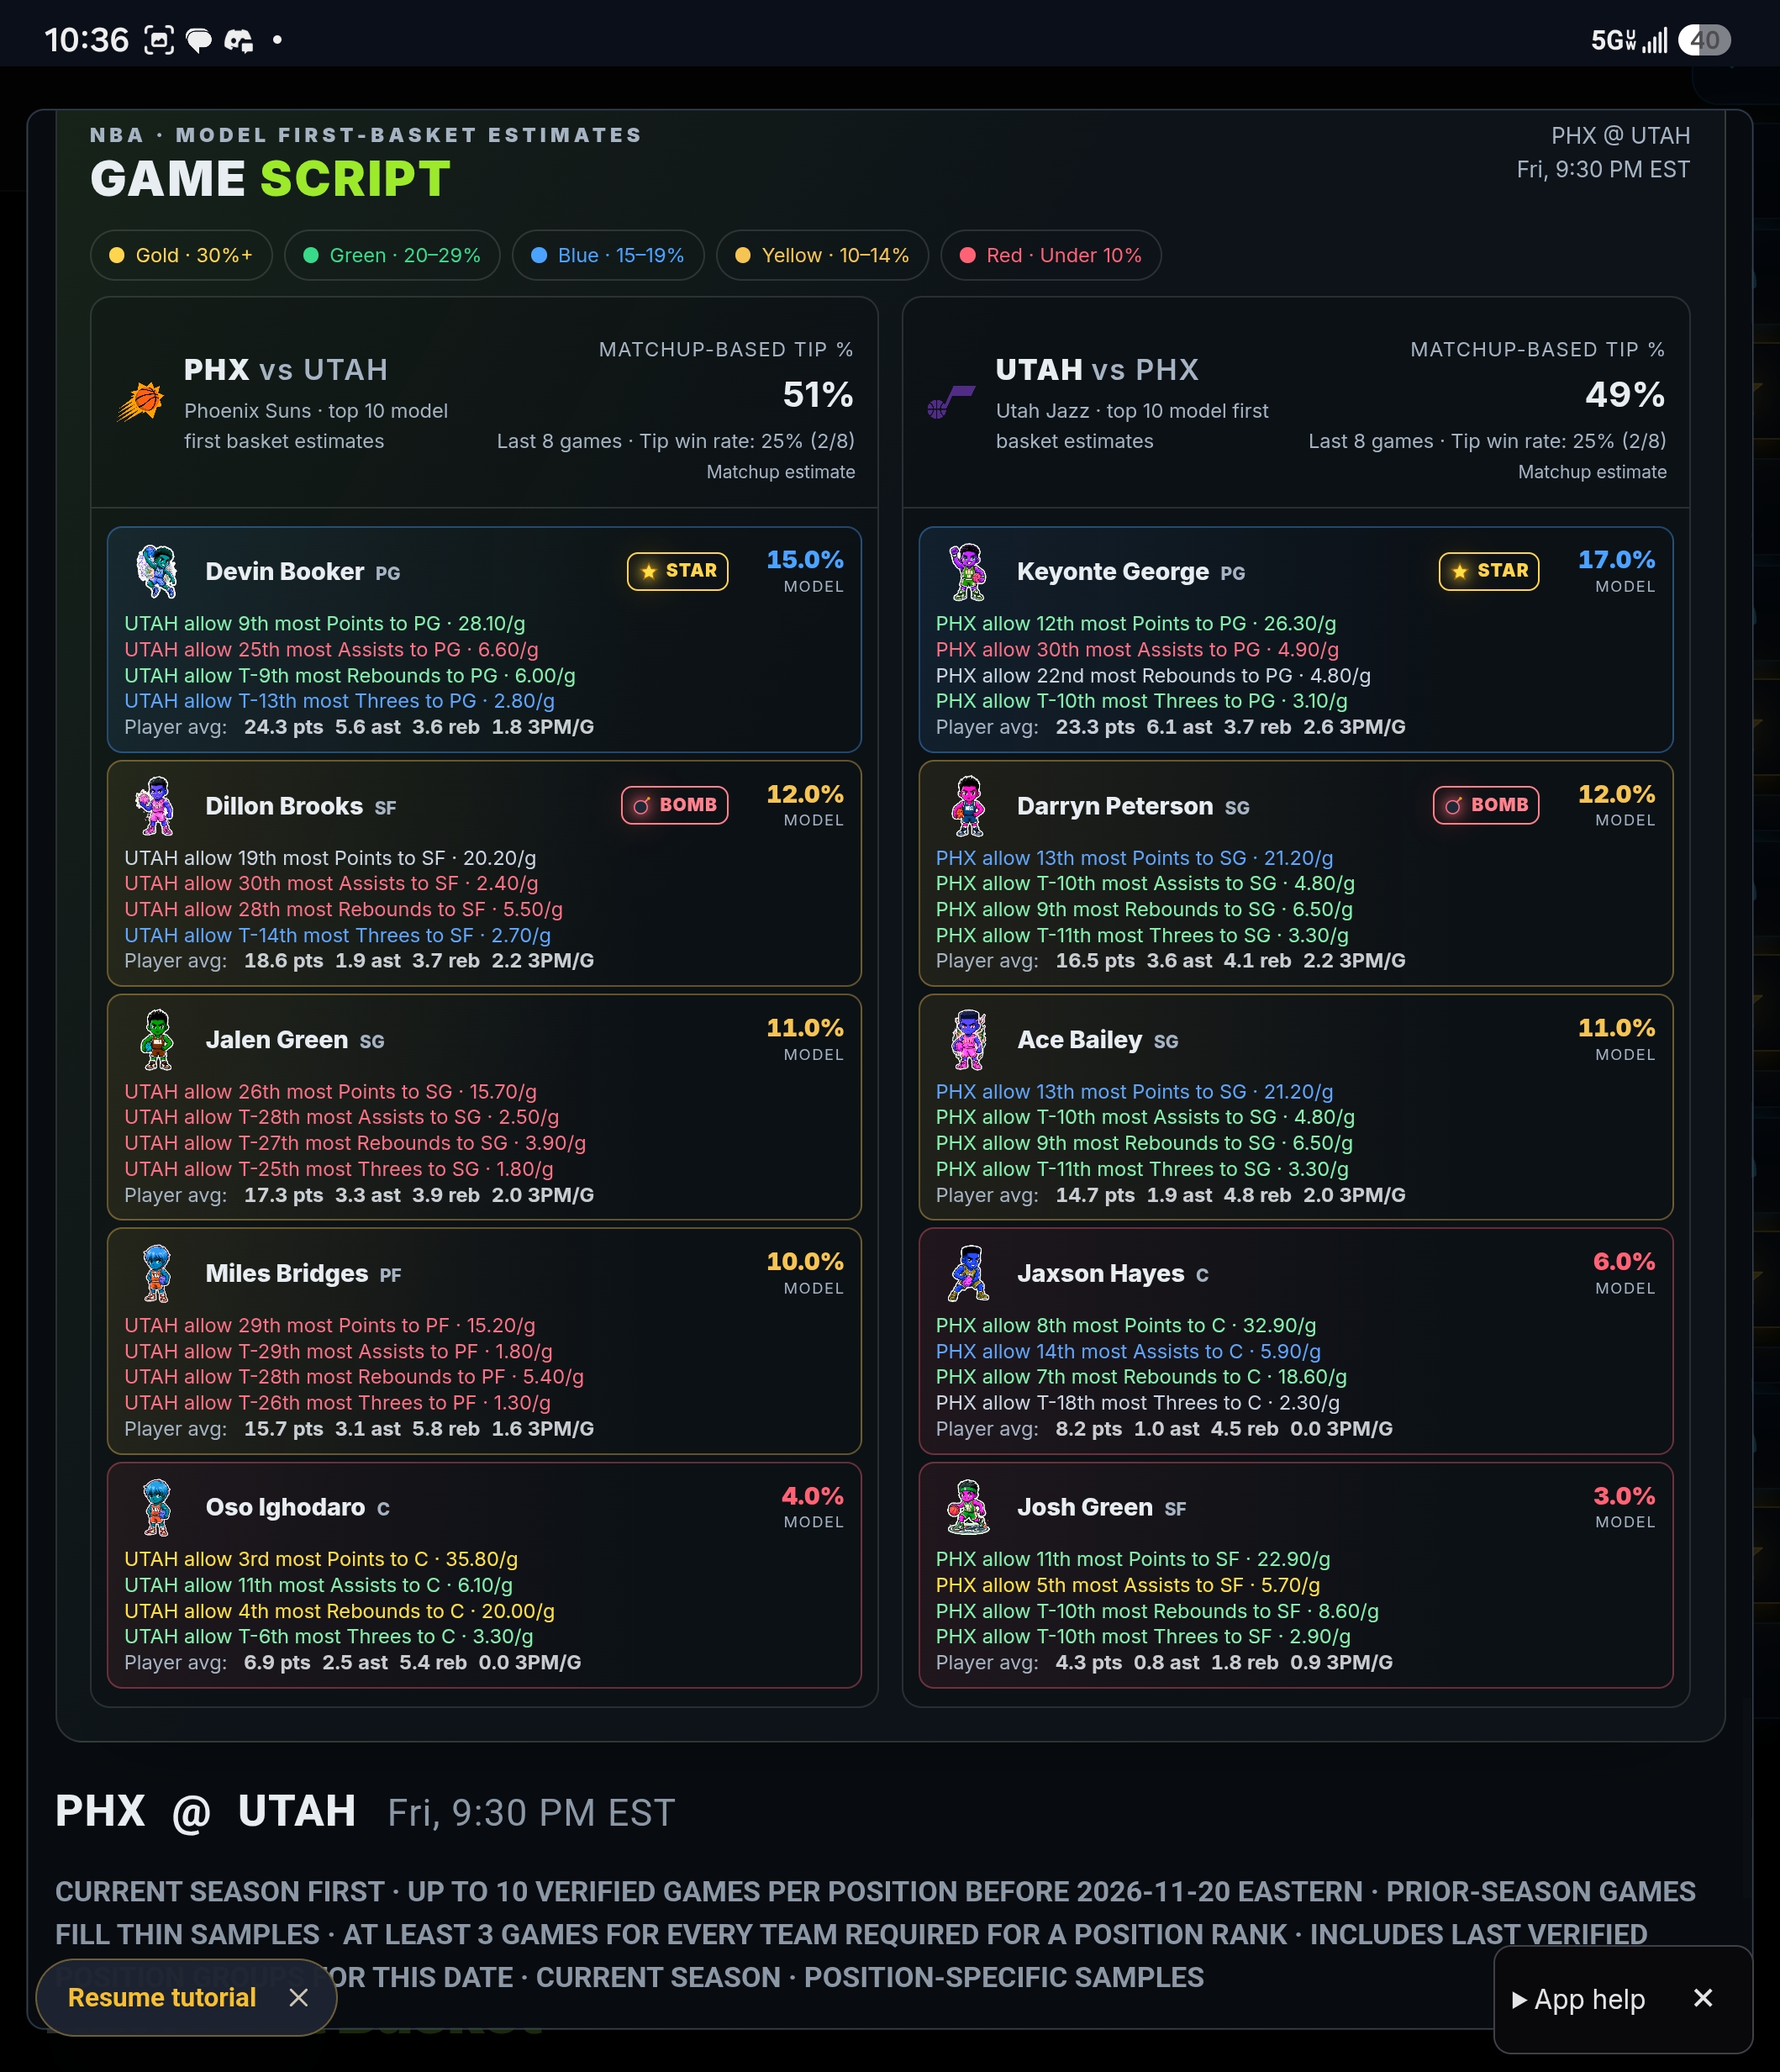 10:36
5G UW
40
NBA · MODEL FIRST-BASKET ESTIMATES
GAME SCRIPT
PHX @ UTAH
Fri, 9:30 PM EST
Gold · 30%+
Green · 20–29%
Blue · 15–19%
Yellow · 10–14%
Red · Under 10%
PHX vs UTAH
Phoenix Suns · top 10 model
first basket estimates
MATCHUP-BASED TIP %
51%
Last 8 games · Tip win rate: 25% (2/8)
Matchup estimate
Devin Booker PG
STAR
15.0%
MODEL
UTAH allow 9th most Points to PG · 28.10/g
UTAH allow 25th most Assists to PG · 6.60/g
UTAH allow T-9th most Rebounds to PG · 6.00/g
UTAH allow T-13th most Threes to PG · 2.80/g
Player avg: 24.3 pts 5.6 ast 3.6 reb 1.8 3PM/G
Dillon Brooks SF
BOMB
12.0%
MODEL
UTAH allow 19th most Points to SF · 20.20/g
UTAH allow 30th most Assists to SF · 2.40/g
UTAH allow 28th most Rebounds to SF · 5.50/g
UTAH allow T-14th most Threes to SF · 2.70/g
Player avg: 18.6 pts 1.9 ast 3.7 reb 2.2 3PM/G
Jalen Green SG
11.0%
MODEL
UTAH allow 26th most Points to SG · 15.70/g
UTAH allow T-28th most Assists to SG · 2.50/g
UTAH allow T-27th most Rebounds to SG · 3.90/g
UTAH allow T-25th most Threes to SG · 1.80/g
Player avg: 17.3 pts 3.3 ast 3.9 reb 2.0 3PM/G
Miles Bridges PF
10.0%
MODEL
UTAH allow 29th most Points to PF · 15.20/g
UTAH allow T-29th most Assists to PF · 1.80/g
UTAH allow T-28th most Rebounds to PF · 5.40/g
UTAH allow T-26th most Threes to PF · 1.30/g
Player avg: 15.7 pts 3.1 ast 5.8 reb 1.6 3PM/G
Oso Ighodaro C
4.0%
MODEL
UTAH allow 3rd most Points to C · 35.80/g
UTAH allow 11th most Assists to C · 6.10/g
UTAH allow 4th most Rebounds to C · 20.00/g
UTAH allow T-6th most Threes to C · 3.30/g
Player avg: 6.9 pts 2.5 ast 5.4 reb 0.0 3PM/G
UTAH vs PHX
Utah Jazz · top 10 model first
basket estimates
MATCHUP-BASED TIP %
49%
Last 8 games · Tip win rate: 25% (2/8)
Matchup estimate
Keyonte George PG
STAR
17.0%
MODEL
PHX allow 12th most Points to PG · 26.30/g
PHX allow 30th most Assists to PG · 4.90/g
PHX allow 22nd most Rebounds to PG · 4.80/g
PHX allow T-10th most Threes to PG · 3.10/g
Player avg: 23.3 pts 6.1 ast 3.7 reb 2.6 3PM/G
Darryn Peterson SG
BOMB
12.0%
MODEL
PHX allow 13th most Points to SG · 21.20/g
PHX allow T-10th most Assists to SG · 4.80/g
PHX allow 9th most Rebounds to SG · 6.50/g
PHX allow T-11th most Threes to SG · 3.30/g
Player avg: 16.5 pts 3.6 ast 4.1 reb 2.2 3PM/G
Ace Bailey SG
11.0%
MODEL
PHX allow 13th most Points to SG · 21.20/g
PHX allow T-10th most Assists to SG · 4.80/g
PHX allow 9th most Rebounds to SG · 6.50/g
PHX allow T-11th most Threes to SG · 3.30/g
Player avg: 14.7 pts 1.9 ast 4.8 reb 2.0 3PM/G
Jaxson Hayes C
6.0%
MODEL
PHX allow 8th most Points to C · 32.90/g
PHX allow 14th most Assists to C · 5.90/g
PHX allow 7th most Rebounds to C · 18.60/g
PHX allow T-18th most Threes to C · 2.30/g
Player avg: 8.2 pts 1.0 ast 4.5 reb 0.0 3PM/G
Josh Green SF
3.0%
MODEL
PHX allow 11th most Points to SF · 22.90/g
PHX allow 5th most Assists to SF · 5.70/g
PHX allow T-10th most Rebounds to SF · 8.60/g
PHX allow T-10th most Threes to SF · 2.90/g
Player avg: 4.3 pts 0.8 ast 1.8 reb 0.9 3PM/G
PHX @ UTAH Fri, 9:30 PM EST
CURRENT SEASON FIRST · UP TO 10 VERIFIED GAMES PER POSITION BEFORE 2026-11-20 EASTERN · PRIOR-SEASON GAMES
FILL THIN SAMPLES · AT LEAST 3 GAMES FOR EVERY TEAM REQUIRED FOR A POSITION RANK · INCLUDES LAST VERIFIED
POSITION GROUPS FOR THIS DATE · CURRENT SEASON · POSITION-SPECIFIC SAMPLES
Resume tutorial ×
App help ×